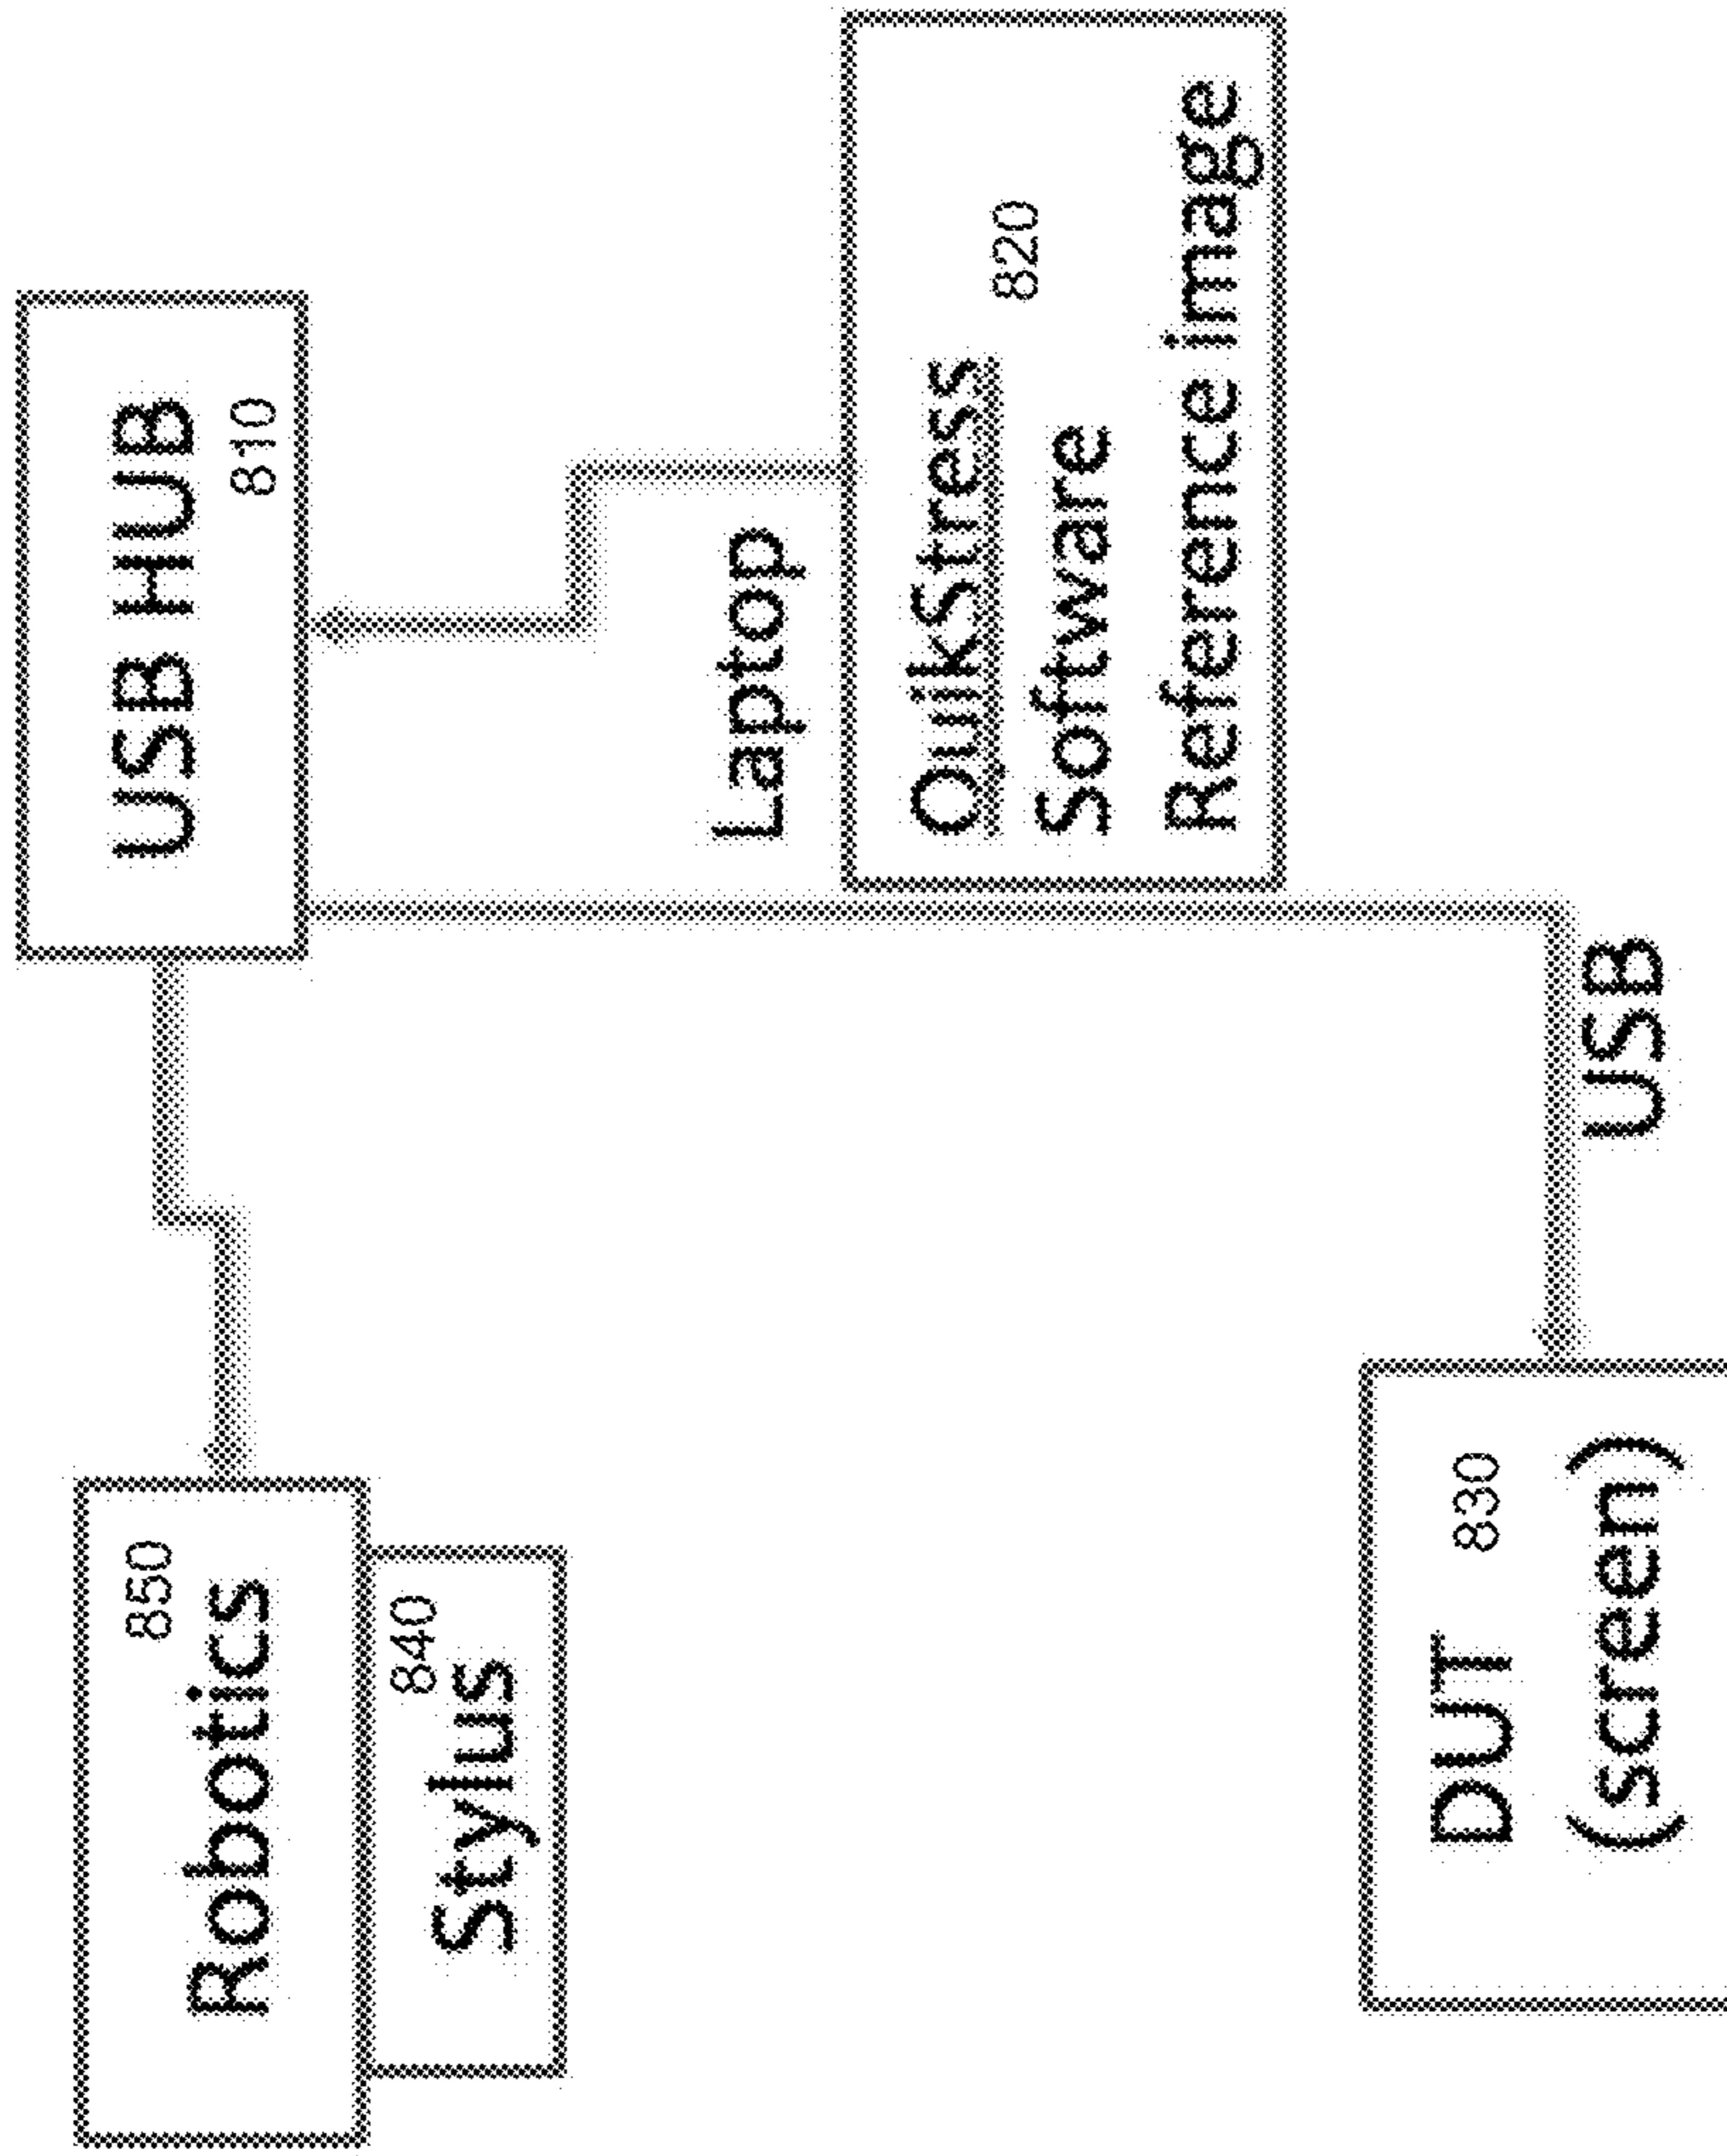 850
Robotics
840
Stylus
USB HUB
810
Laptop
QuikStress 820
Software
Reference image
DUT 830
(screen)
USB